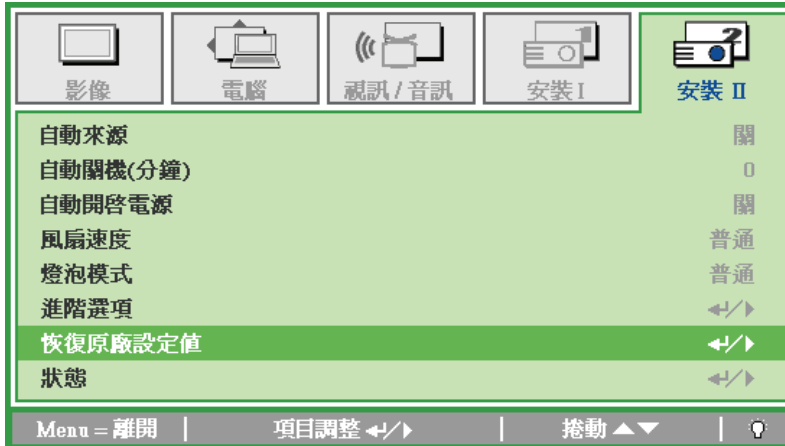 影像 電腦 視訊 / 音訊 安裝 I 安裝 II
自動來源 關
自動關機(分鐘) 0
自動開啓電源 關
風扇速度 普通
燈泡模式 普通
進階選項
恢復原廠設定值
狀態
Menu = 離開 項目調整 捲動